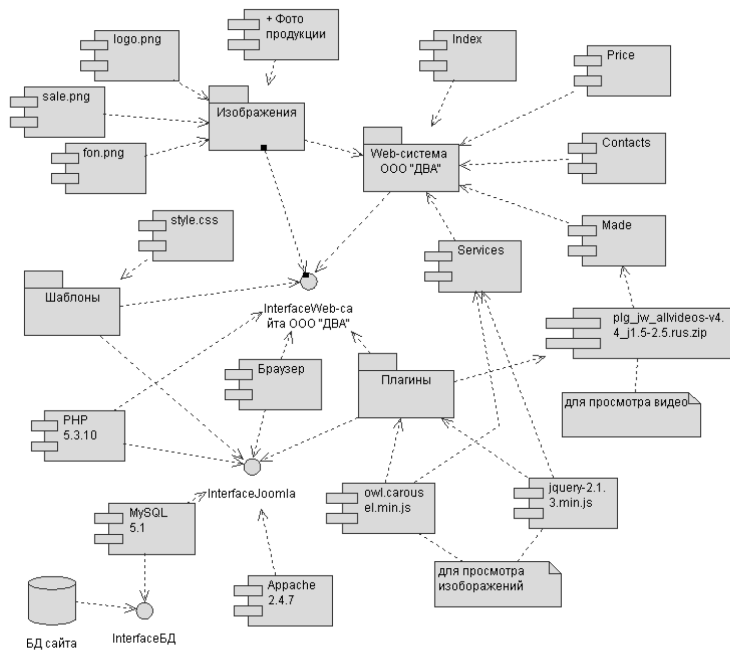 + Фото
продукции
logo.png
Index
Price
sale.png
Изображения
fon.png
Web-система
ООО "ДВА"
Contacts
style.css
Made
Services
Шаблоны
InterfaceWeb-са
йта ООО "ДВА"
plg_jw_allvideos-v4.
4_j1.5-2.5.rus.zip
Браузер
Плагины
для просмотра видео
PHP
5.3.10
InterfaceJoomla
owl.carous
el.min.js
jquery-2.1.
3.min.js
MySQL
5.1
для просмотра
изоборажений
Appache
2.4.7
БД сайта
InterfaceБД